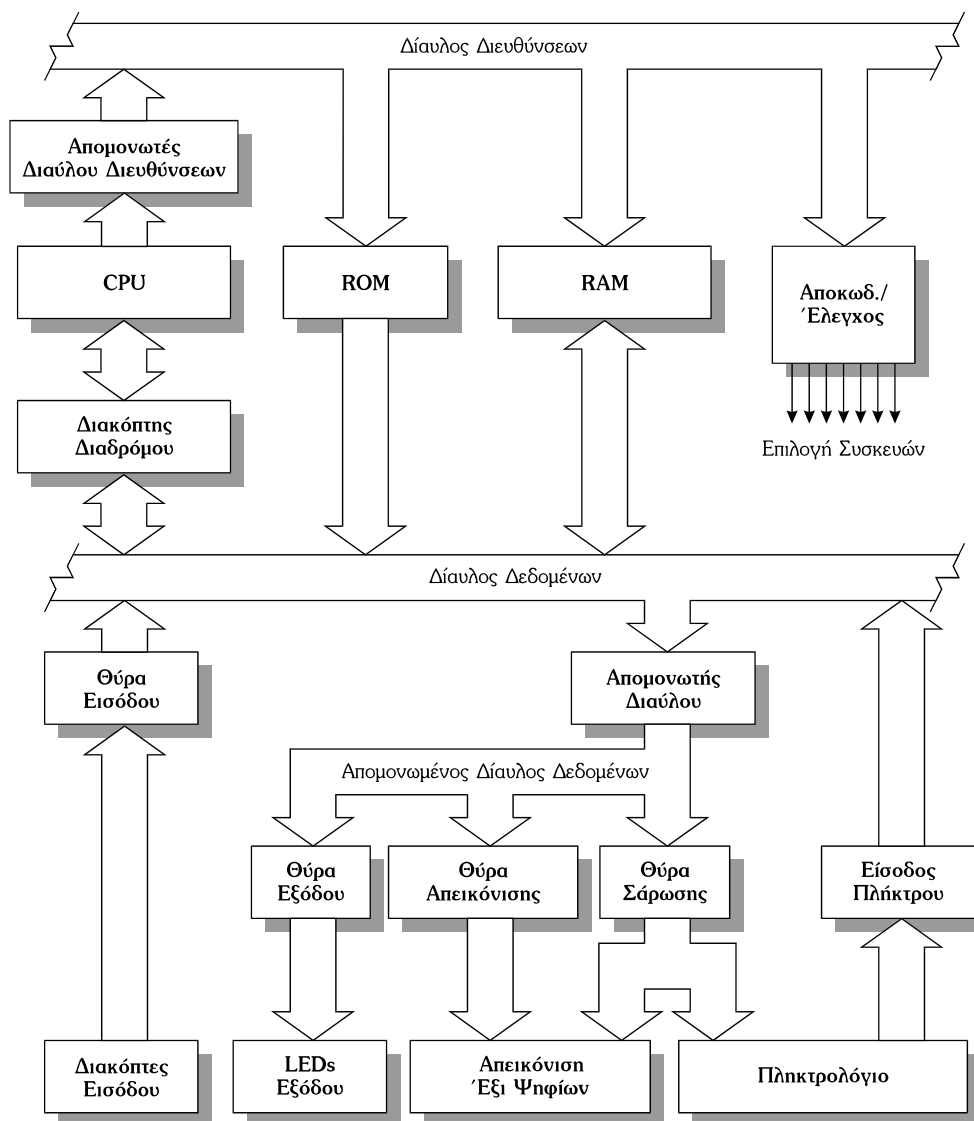 Δίαυλος Διευθύνσεων
Απομονωτές
Διαύλου Διευθύνσεων
CPU
ROM
RAM
Αποκωδ./
Έλεγχος
Διακόπτης
Διαδρόμου
Επιλογή Συσκευών
Δίαυλος Δεδομένων
Θύρα
Εισόδου
Απομονωτής
Διαύλου
Απομονωμένος Δίαυλος Δεδομένων
Θύρα
Εξόδου
Θύρα
Απεικόνισης
Θύρα
Σάρωσης
Είσοδος
Πλήκτρου
Διακόπτες
Εισόδου
LEDs
Εξόδου
Απεικόνιση
Έξι Ψηφίων
Πληκτρολόγιο